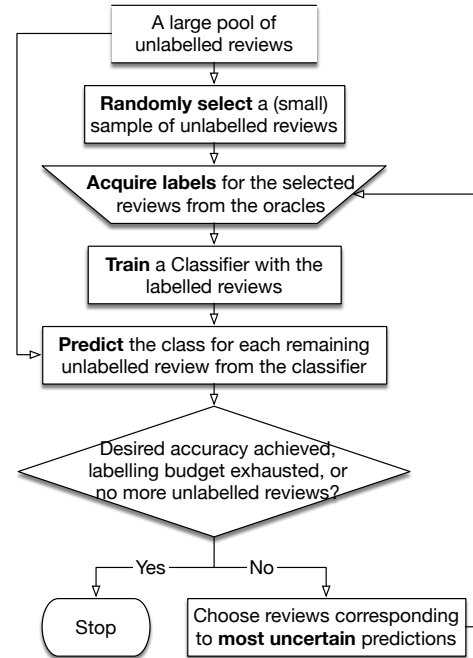 A large pool of
unlabelled reviews
Randomly select a (small)
sample of unlabelled reviews
Acquire labels for the selected
reviews from the oracles
Train a Classifier with the
labelled reviews
Predict the class for each remaining
unlabelled review from the classifier
Desired accuracy achieved,
labelling budget exhausted, or
no more unlabelled reviews?
Yes
No
Stop
Choose reviews corresponding
to most uncertain predictions